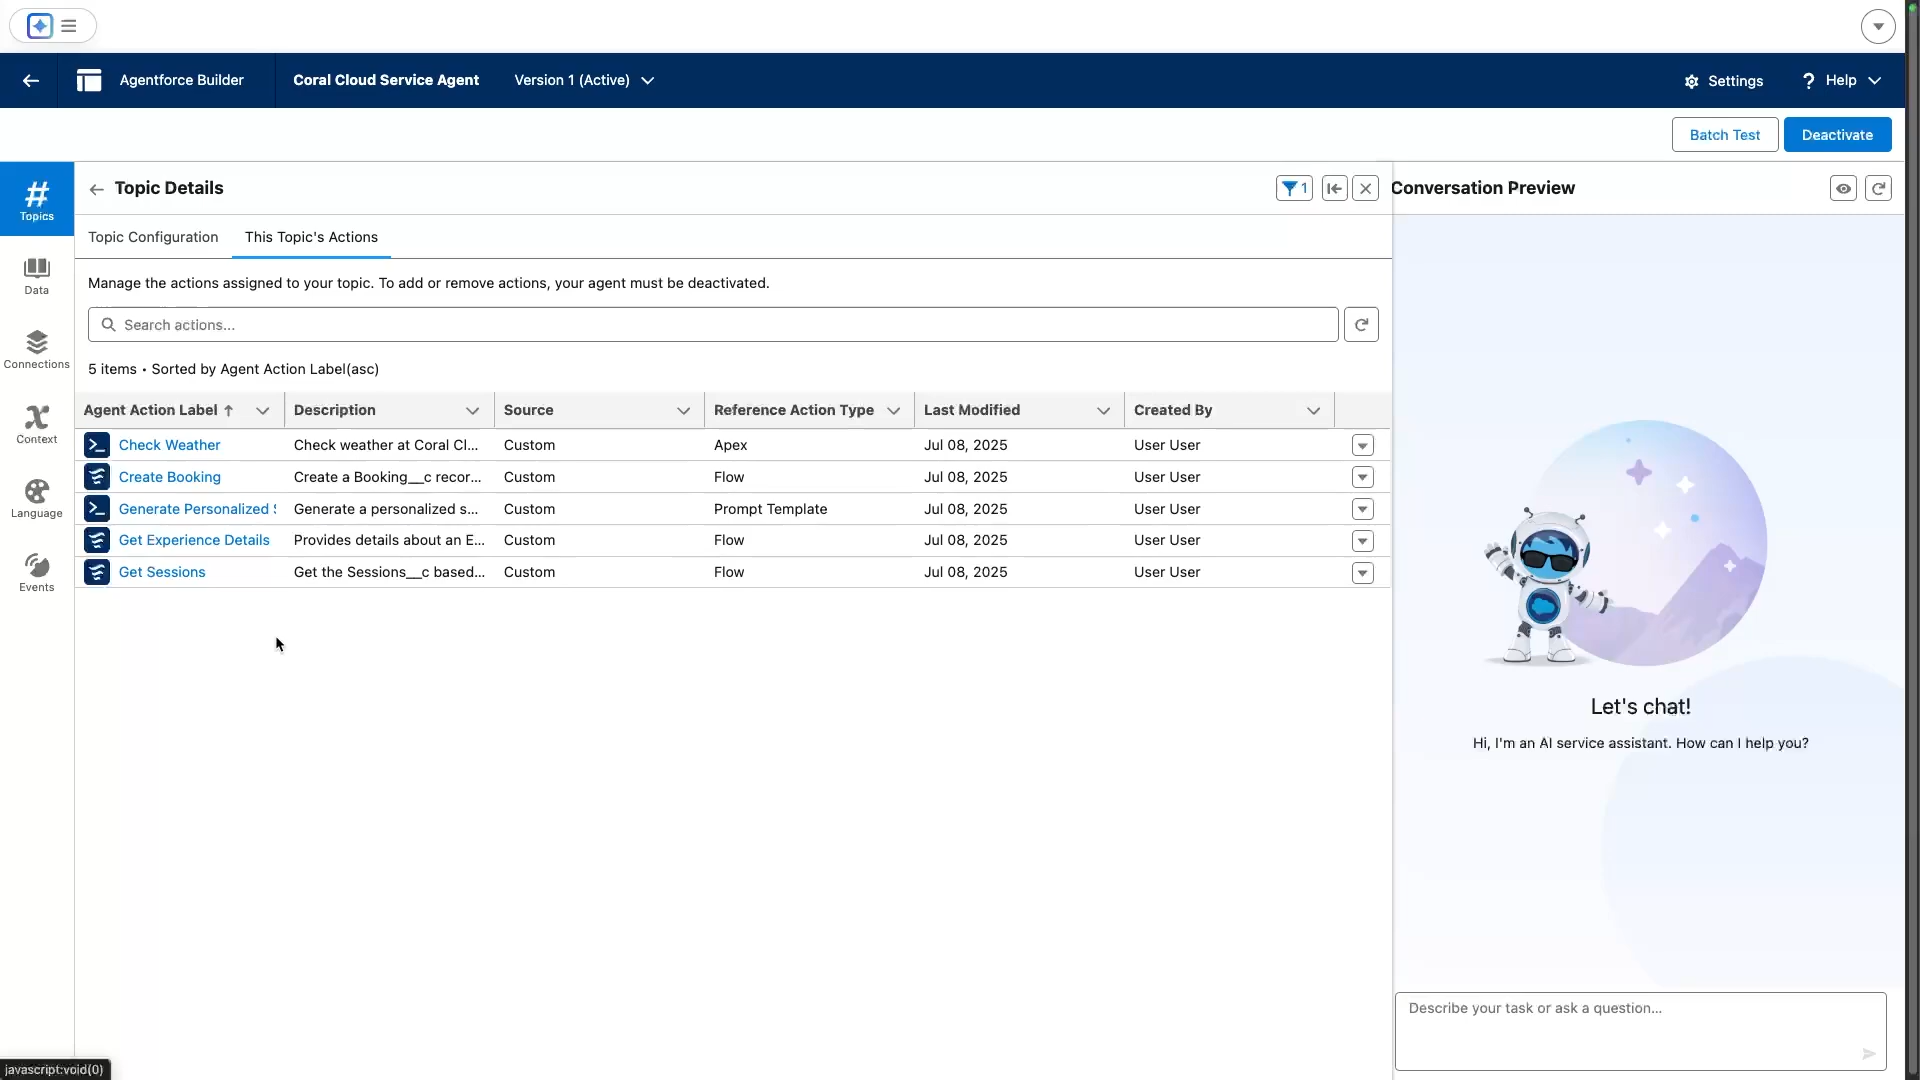 Agentforce Builder
Coral Cloud Service Agent
Version 1 (Active)
Settings
? Help
Batch Test
Deactivate
Topics
Data
Connections
Context
Language
Events
Topic Details
1
Topic Configuration
This Topic's Actions
Manage the actions assigned to your topic. To add or remove actions, your agent must be deactivated.
Search actions...
5 items • Sorted by Agent Action Label(asc)
Agent Action Label ↑ Description Source Reference Action Type Last Modified Created By
Check Weather Check weather at Coral Cl... Custom Apex Jul 08, 2025 User User
Create Booking Create a Booking__c recor... Custom Flow Jul 08, 2025 User User
Generate Personalized Generate a personalized s... Custom Prompt Template Jul 08, 2025 User User
Get Experience Details Provides details about an E... Custom Flow Jul 08, 2025 User User
Get Sessions Get the Sessions__c based... Custom Flow Jul 08, 2025 User User
Conversation Preview
Let's chat!
Hi, I'm an AI service assistant. How can I help you?
Describe your task or ask a question...
javascript:void(0)